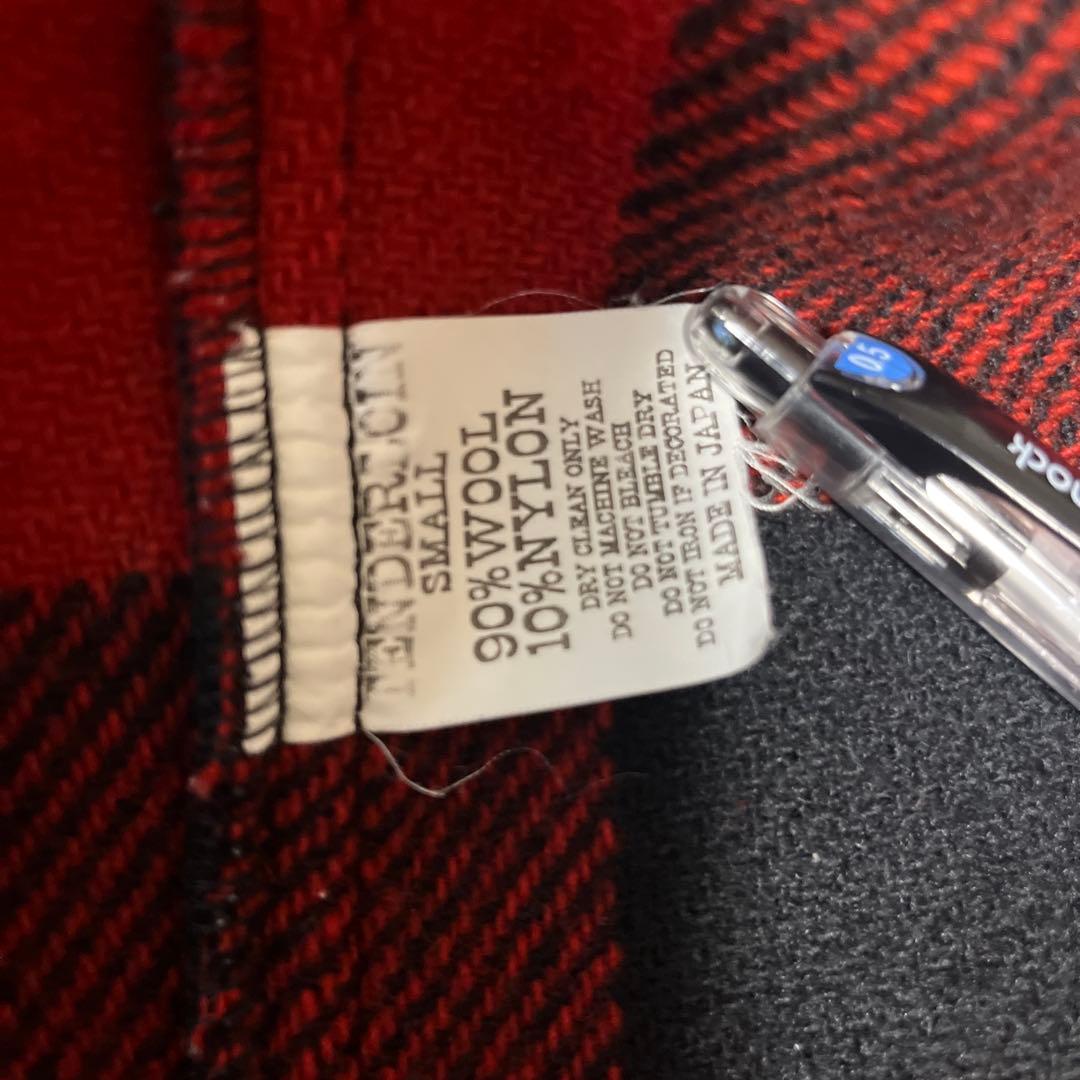 TENDERLOIN
SMALL
90%WOOL
10%NYLON
DRY CLEAN ONLY
DO NOT MACHINE WASH
DO NOT BLEACH
DO NOT TUMBLE DRY
DO NOT IRON IF DECORATED
MADE IN JAPAN
0.5
nock